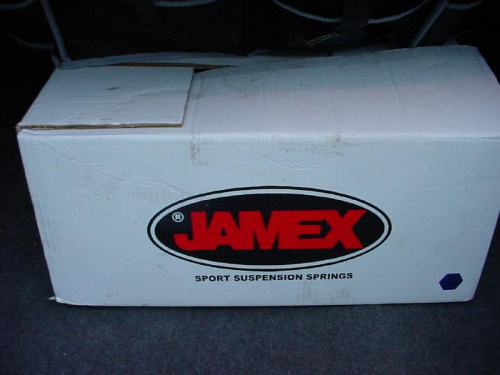 ® JAMEX
SPORT SUSPENSION SPRINGS